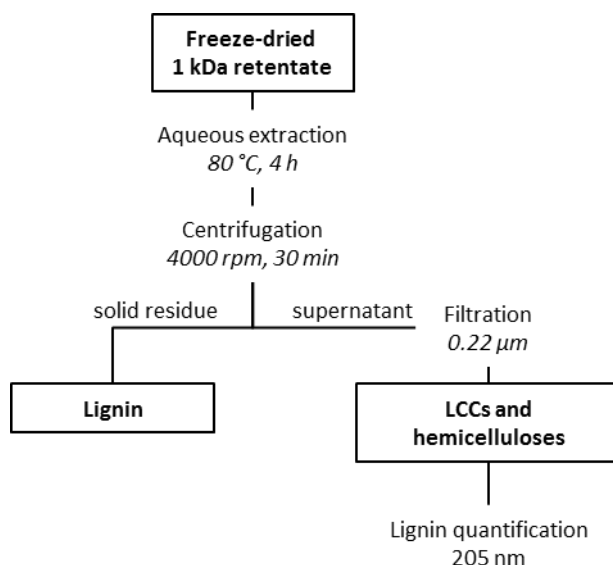 Freeze-dried
1 kDa retentate
Aqueous extraction
80 °C, 4 h
Centrifugation
4000 rpm, 30 min
solid residue
supernatant
Filtration
0.22 µm
Lignin
LCCs and
hemicelluloses
Lignin quantification
205 nm